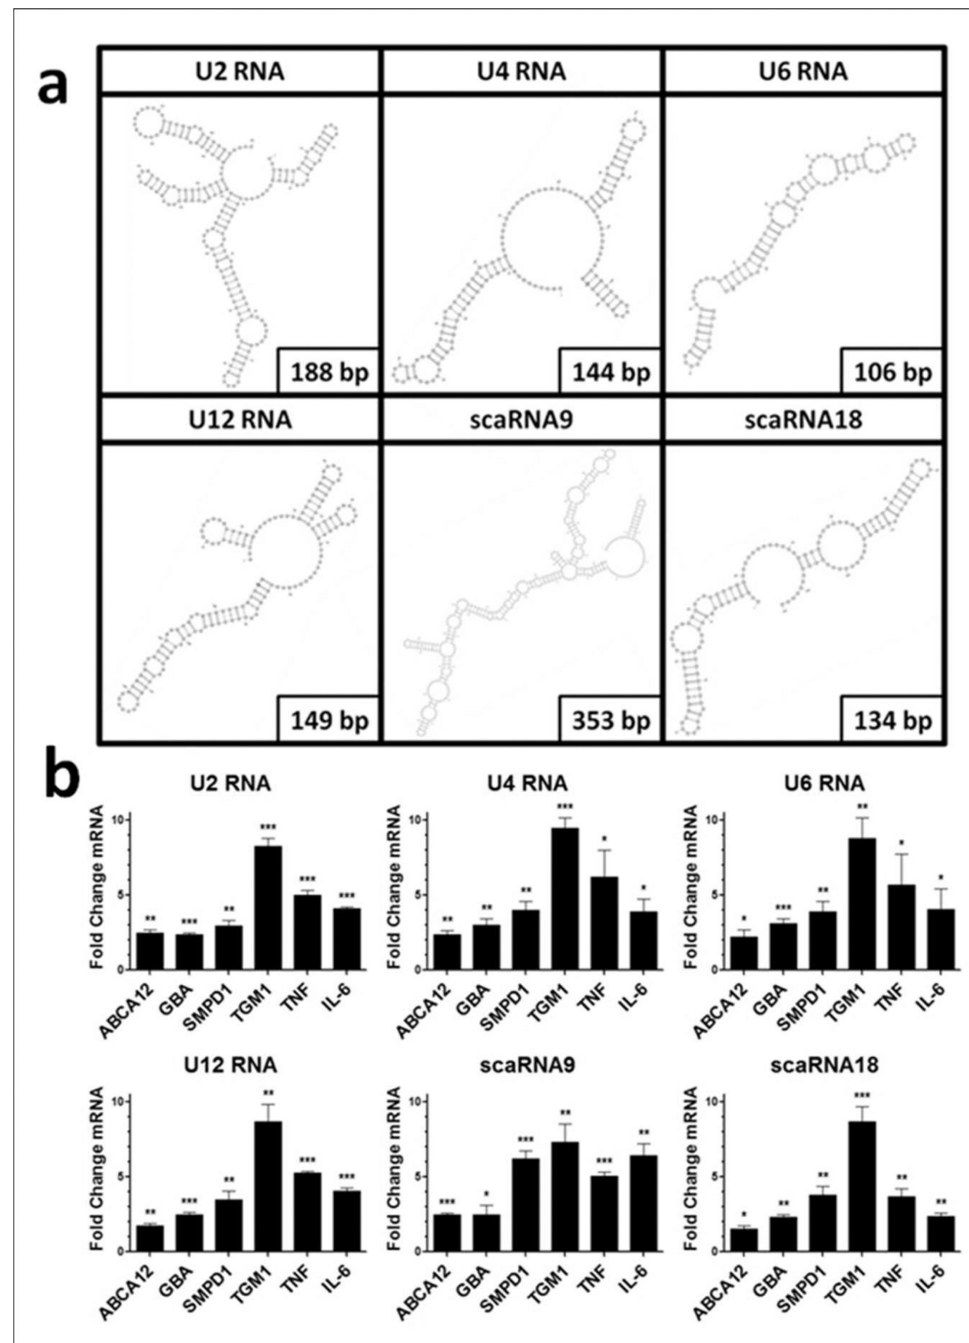 a
U2 RNA U4 RNA U6 RNA
188 bp 144 bp 106 bp
U12 RNA scaRNA9 scaRNA18
149 bp 353 bp 134 bp
b
U2 RNA U4 RNA U6 RNA
Fold Change mRNA Fold Change mRNA Fold Change mRNA
10 10 10
5 5 5
0 0 0
** *** ** *** *** ***
** ** ** *** * *
* *** ** ** * *
ABCA12 GBA SMPD1 TGM1 TNF IL-6 ABCA12 GBA SMPD1 TGM1 TNF IL-6 ABCA12 GBA SMPD1 TGM1 TNF IL-6
U12 RNA scaRNA9 scaRNA18
Fold Change mRNA Fold Change mRNA Fold Change mRNA
10 10 10
5 5 5
0 0 0
** *** ** ** *** ***
*** * *** ** *** **
* ** ** *** ** **
ABCA12 GBA SMPD1 TGM1 TNF IL-6 ABCA12 GBA SMPD1 TGM1 TNF IL-6 ABCA12 GBA SMPD1 TGM1 TNF IL-6